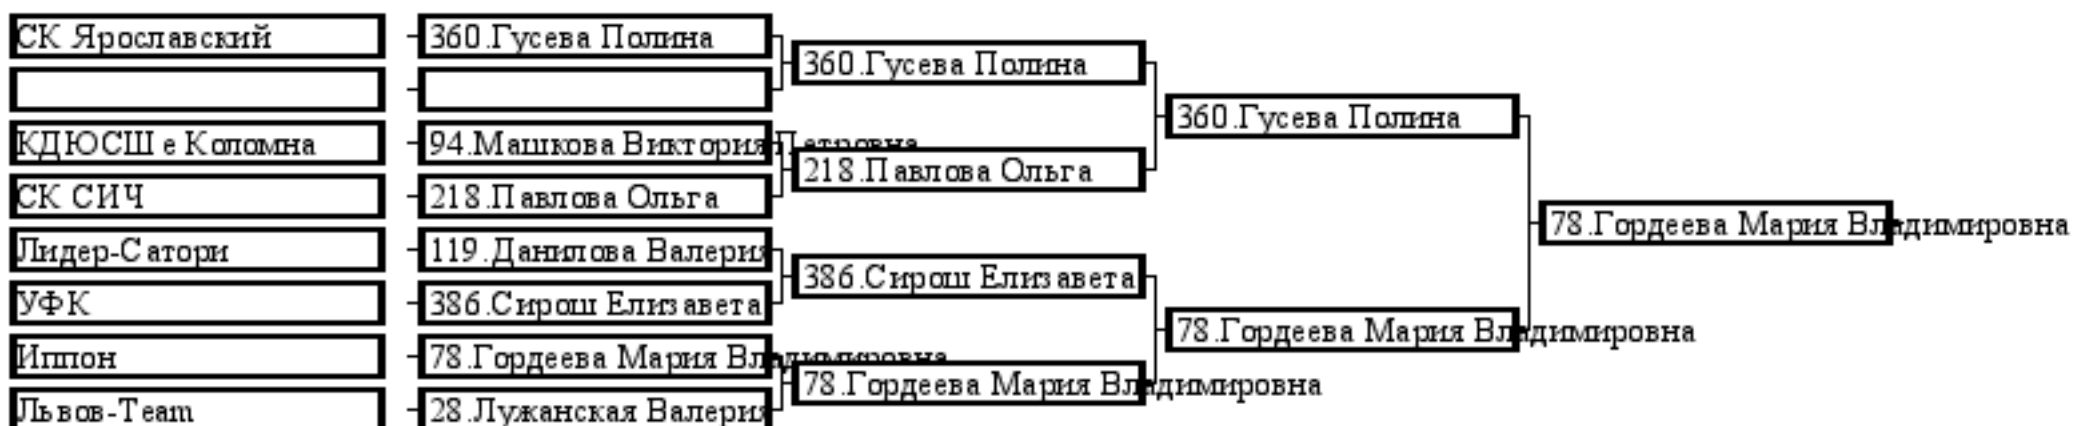 СК Ярославский
360.Гусева Полина
360.Гусева Полина
360.Гусева Полина
КДЮСШ е Коломна
94.Машкова Виктория Петровна
218.Павлова Ольга
СК СИЧ
218.Павлова Ольга
78.Гордеева Мария Владимировна
Лидер-Сатори
119.Данилова Валерия
386.Сирош Елизавета
УФК
386.Сирош Елизавета
78.Гордеева Мария Владимировна
Иппон
78.Гордеева Мария Владимировна
78.Гордеева Мария Владимировна
Львов-Team
28.Лужанская Валерия